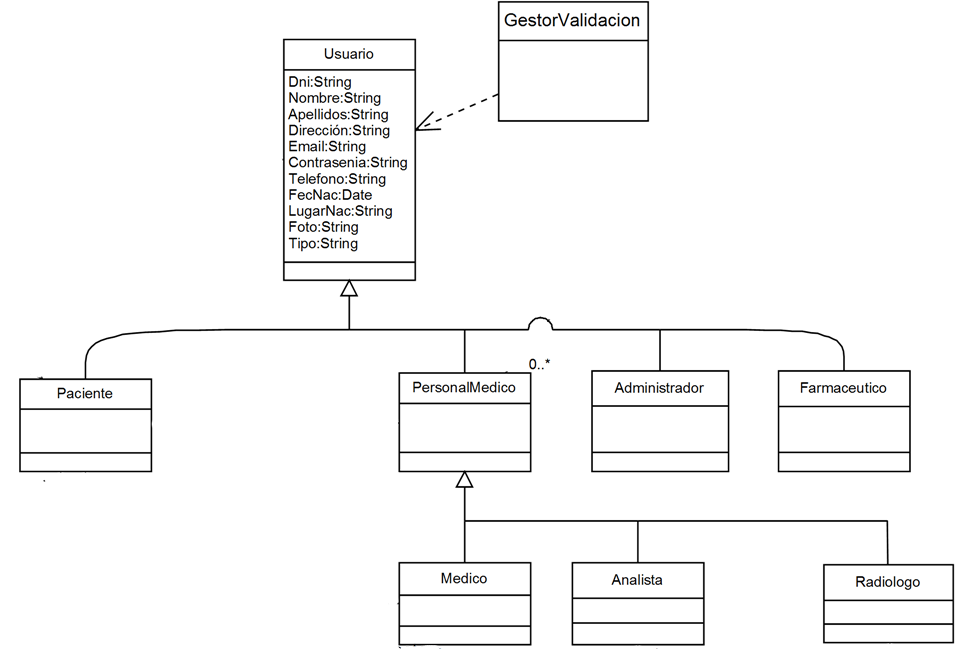 GestorValidacion
Usuario
Dni:String
Nombre:String
Apellidos:String
Dirección:String
Email:String
Contrasenia:String
Telefono:String
FecNac:Date
LugarNac:String
Foto:String
Tipo:String
0..*
Paciente
PersonalMedico
Administrador
Farmaceutico
Medico
Analista
Radiologo